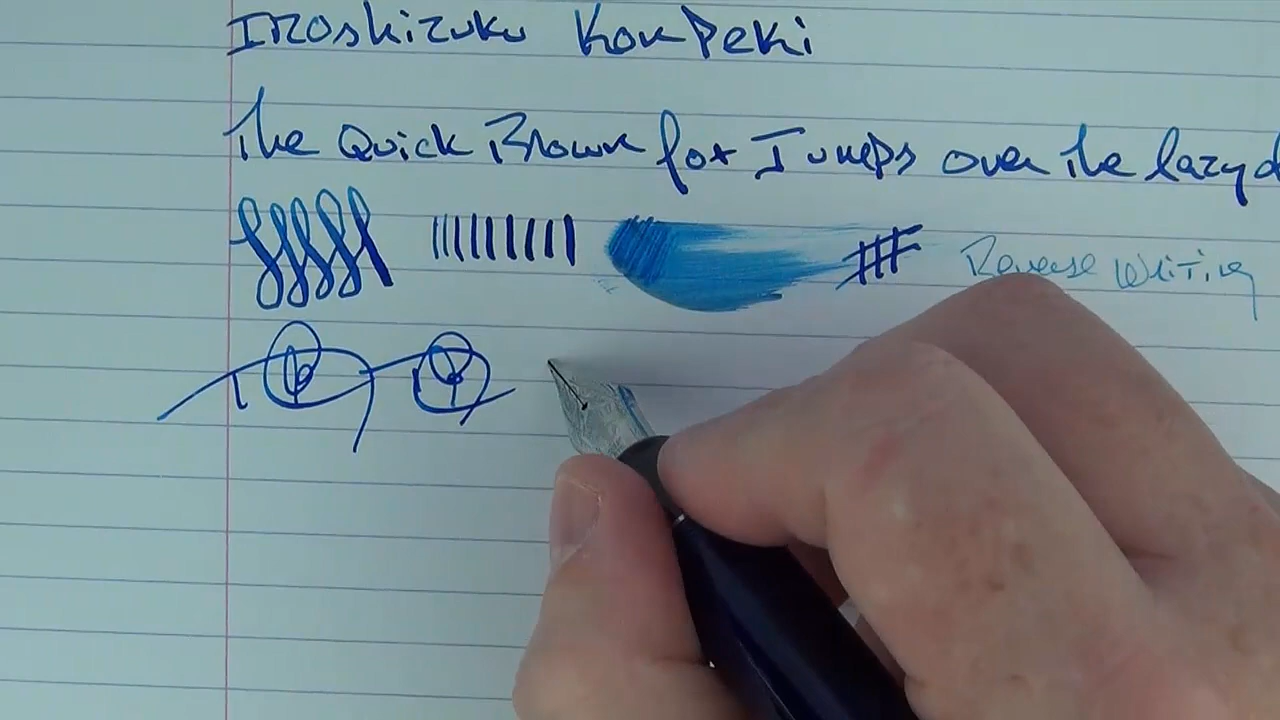 Iroshizuku Kon Peki
The Quick Brown fox Jumps over the lazy d
Reverse Writing